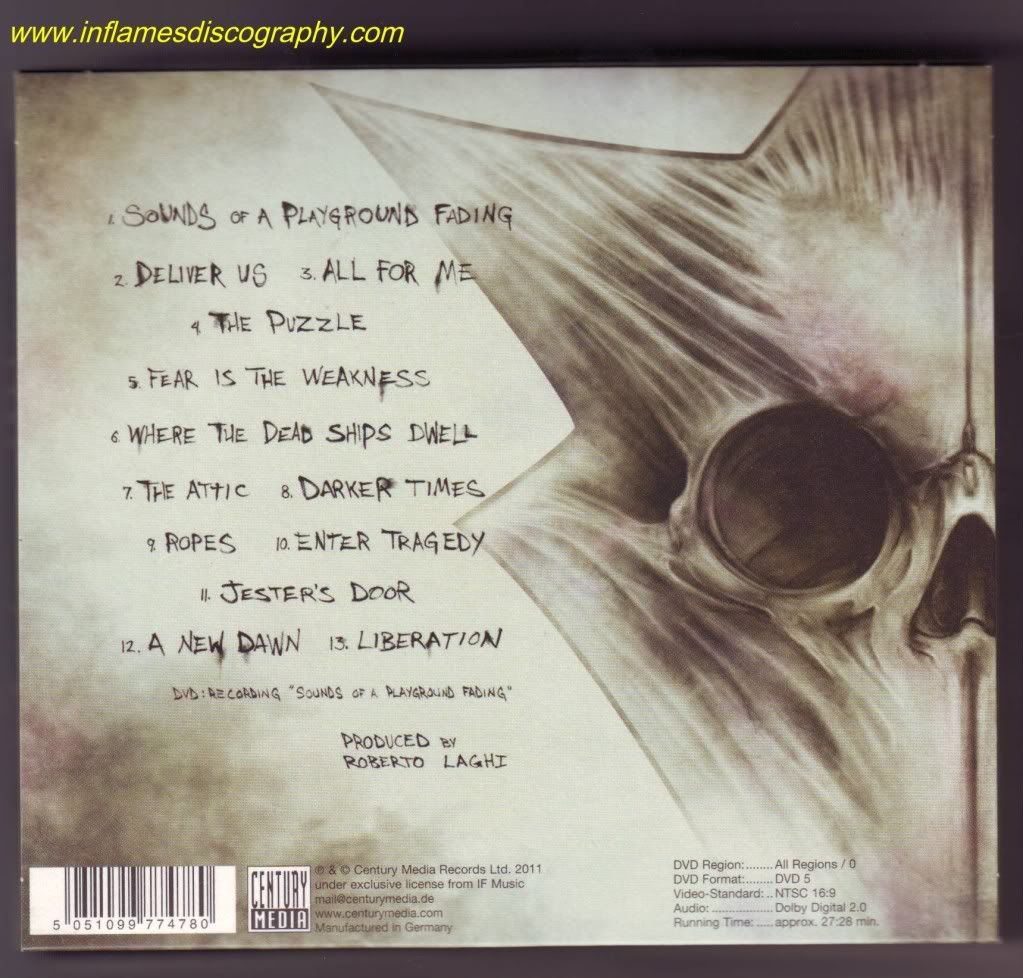 www.inflamesdiscography.com
1. SOUNDS OF A PLAYGROUND FADING
2. DELIVER US 3. ALL FOR ME
4. THE PUZZLE
5. FEAR IS THE WEAKNESS
6. WHERE THE DEAD SHIPS DWELL
7. THE ATTIC 8. DARKER TIMES
9. ROPES 10. ENTER TRAGEDY
11. JESTER'S DOOR
12. A NEW DAWN 13. LIBERATION
DVD: RECORDING "SOUNDS OF A PLAYGROUND FADING"
PRODUCED BY
ROBERTO LAGHI
5 051099 774780
CENTURY
MEDIA
℗ & © Century Media Records Ltd. 2011
under exclusive license from IF Music
mail@centurymedia.de
www.centurymedia.com
Manufactured in Germany
DVD Region:........ All Regions / 0
DVD Format:....... DVD 5
Video-Standard: .. NTSC 16:9
Audio: .................. Dolby Digital 2.0
Running Time: ..... approx. 27:28 min.